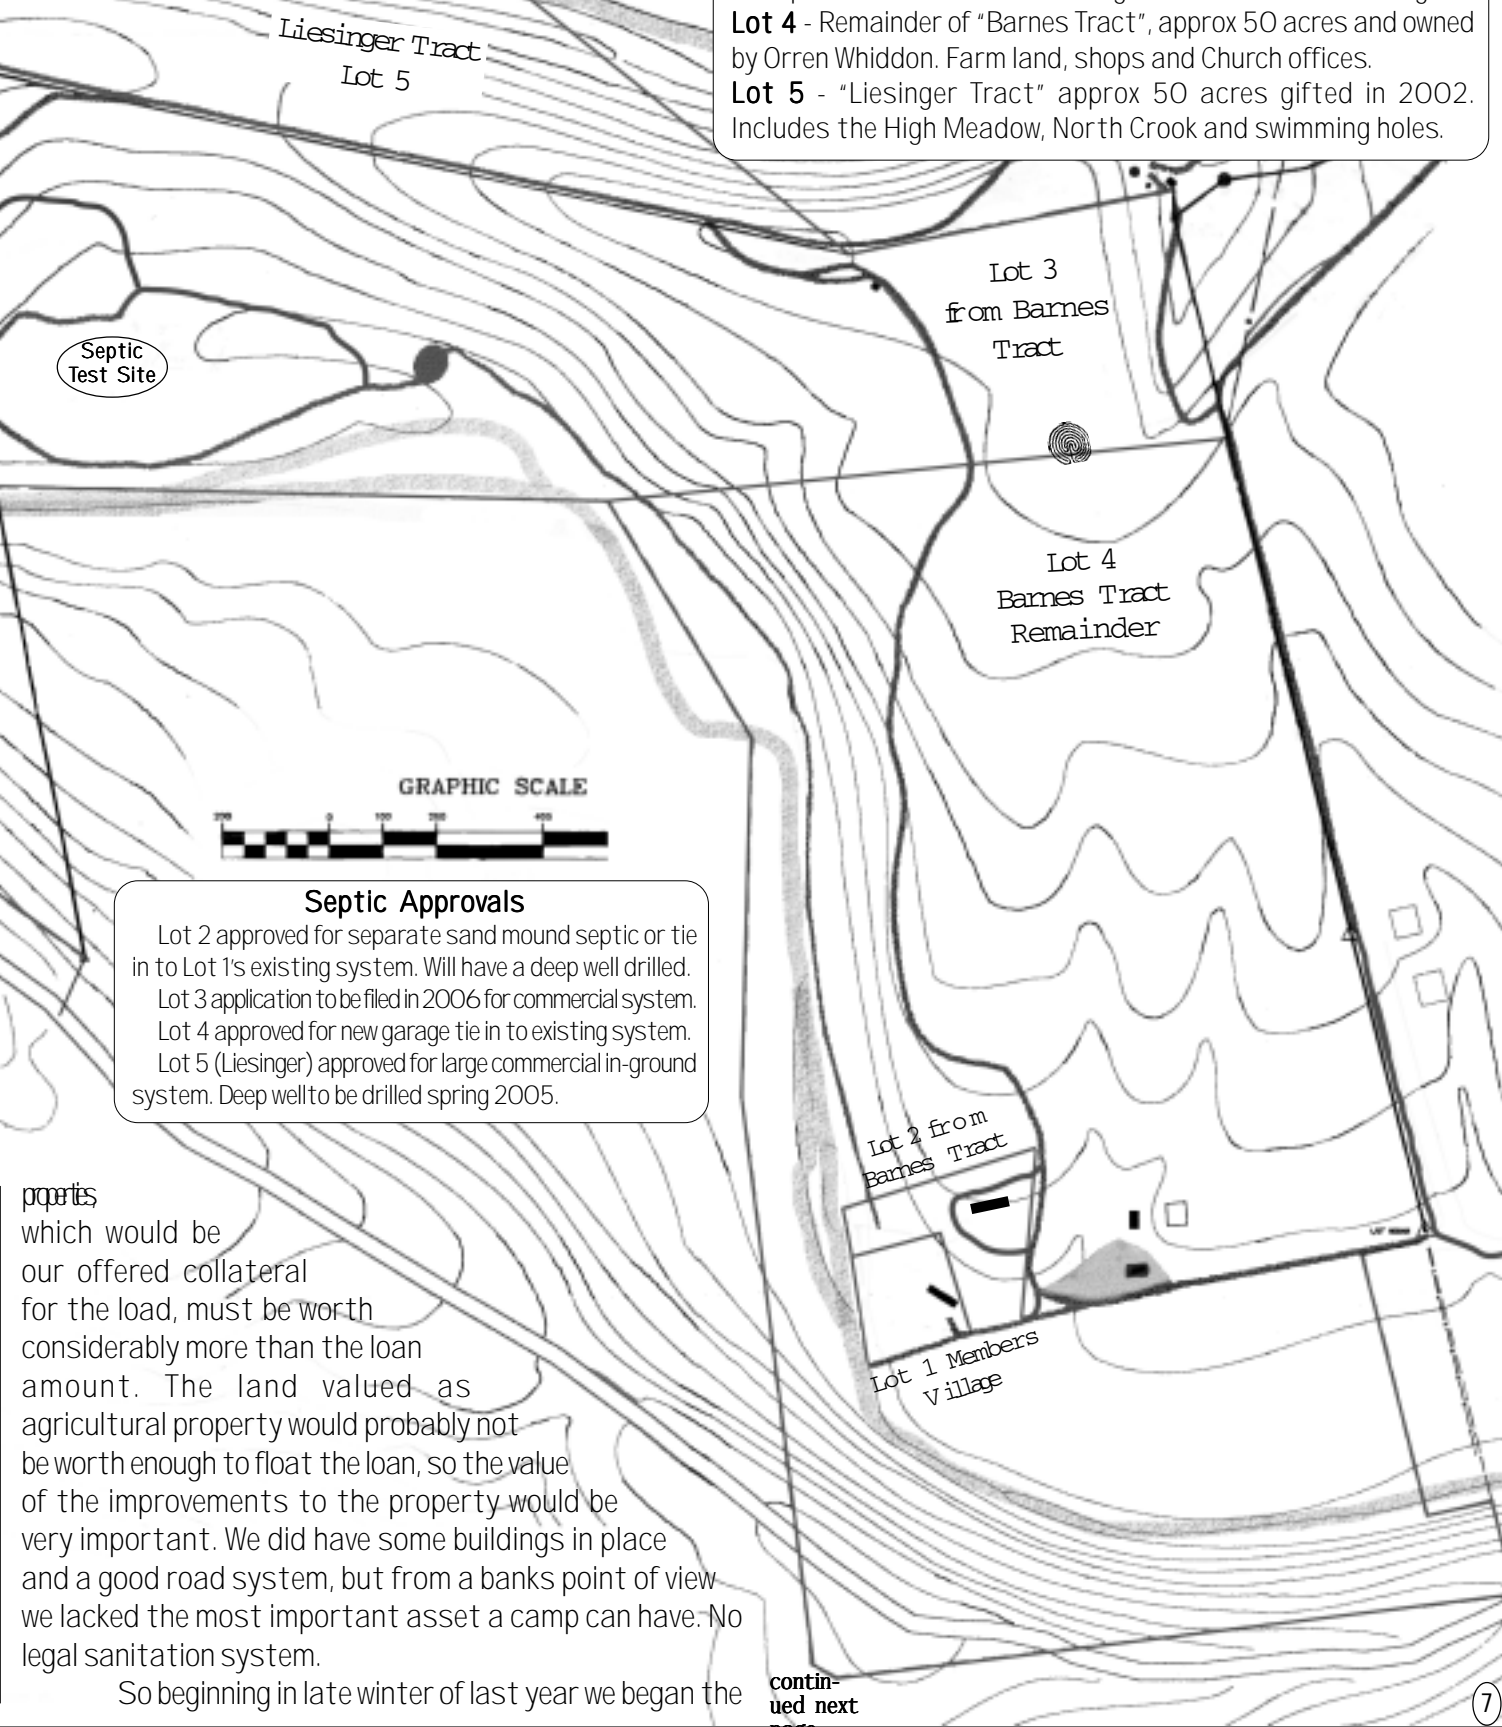 Liesinger Tract
Lot 5
Lot 4 - Remainder of “Barnes Tract”, approx 50 acres and owned
by Orren Whiddon. Farm land, shops and Church offices.
Lot 5 - “Liesinger Tract” approx 50 acres gifted in 2002.
Includes the High Meadow, North Crook and swimming holes.
Lot 3
from Barnes
Tract
Septic
Test Site
Lot 4
Barnes Tract
Remainder
GRAPHIC SCALE
200 0 100 200 400
Septic Approvals
Lot 2 approved for separate sand mound septic or tie
in to Lot 1’s existing system. Will have a deep well drilled.
Lot 3 application to be filed in 2006 for commercial system.
Lot 4 approved for new garage tie in to existing system.
Lot 5 (Liesinger) approved for large commercial in-ground
system. Deep well to be drilled spring 2005.
Lot 2 from
Barnes Tract
Lot 1 Members
Village
properties,
which would be
our offered collateral
for the load, must be worth
considerably more than the loan
amount. The land valued as
agricultural property would probably not
be worth enough to float the loan, so the value
of the improvements to the property would be
very important. We did have some buildings in place
and a good road system, but from a banks point of view
we lacked the most important asset a camp can have. No
legal sanitation system.
So beginning in late winter of last year we began the
contin-
ued next
page
7